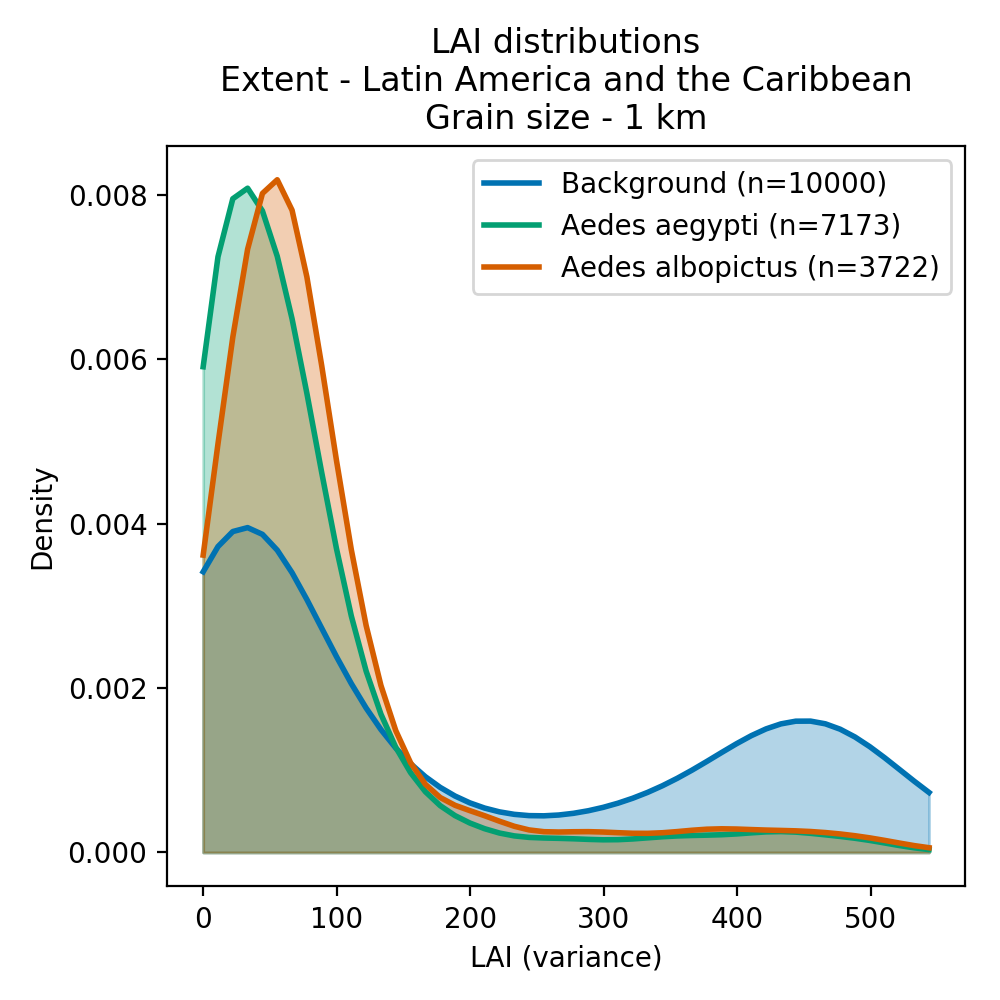 LAI distributions
Extent - Latin America and the Caribbean
Grain size - 1 km
Background (n=10000)
Aedes aegypti (n=7173)
Aedes albopictus (n=3722)
Density
0.008
0.006
0.004
0.002
0.000
0 100 200 300 400 500
LAI (variance)